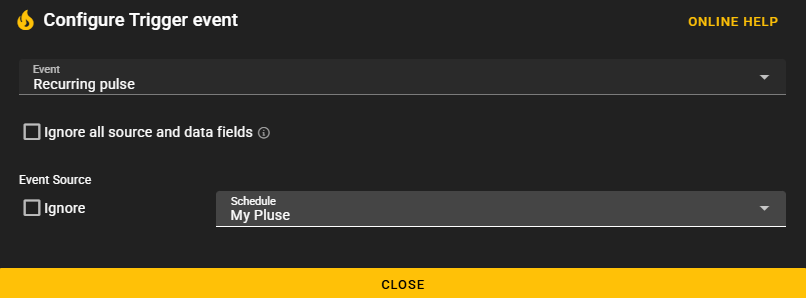 Configure Trigger event
ONLINE HELP
Event
Recurring pulse
Ignore all source and data fields
Event Source
Ignore
Schedule
My Pluse
CLOSE